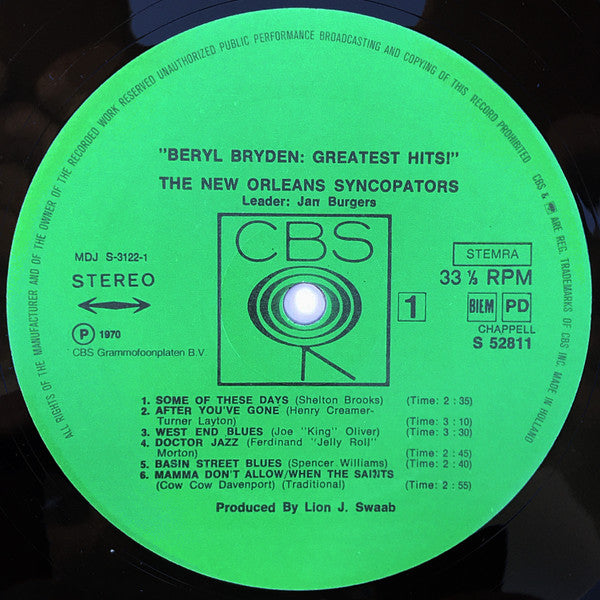 ALL RIGHTS OF THE MANUFACTURER AND OF THE OWNER OF THE RECORDED WORK RESERVED UNAUTHORIZED PUBLIC PERFORMANCE BROADCASTING AND COPYING OF THIS RECORD PROHIBITED
CBS & ARE REG. TRADEMARKS OF CBS INC. MADE IN HOLLAND
"BERYL BRYDEN: GREATEST HITS!"
THE NEW ORLEANS SYNCOPATORS
Leader: Jan Burgers
CBS
MDJ S-3122-1
STEREO
P 1970
CBS Grammofoonplaten B.V.
STEMRA
33 ⅓ RPM
1 BIEM PD
CHAPPELL
S 52811
1. SOME OF THESE DAYS (Shelton Brooks) (Time: 2 : 35)
2. AFTER YOU'VE GONE (Henry Creamer-
Turner Layton) (Time: 3 : 10)
3. WEST END BLUES (Joe "King" Oliver) (Time: 3 : 30)
4. DOCTOR JAZZ (Ferdinand "Jelly Roll"
Morton) (Time: 2 : 45)
5. BASIN STREET BLUES (Spencer Williams) (Time: 2 : 40)
6. MAMMA DON'T ALLOW/WHEN THE SAINTS
(Cow Cow Davenport) (Traditional) (Time: 2 : 55)
Produced By Lion J. Swaab